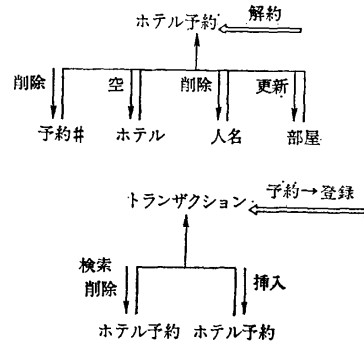 ホテル予約 解約
削除 空 削除 更新
予約# ホテル 人名 部屋
トランザクション 予約→登録
検索
削除 挿入
ホテル予約 ホテル予約